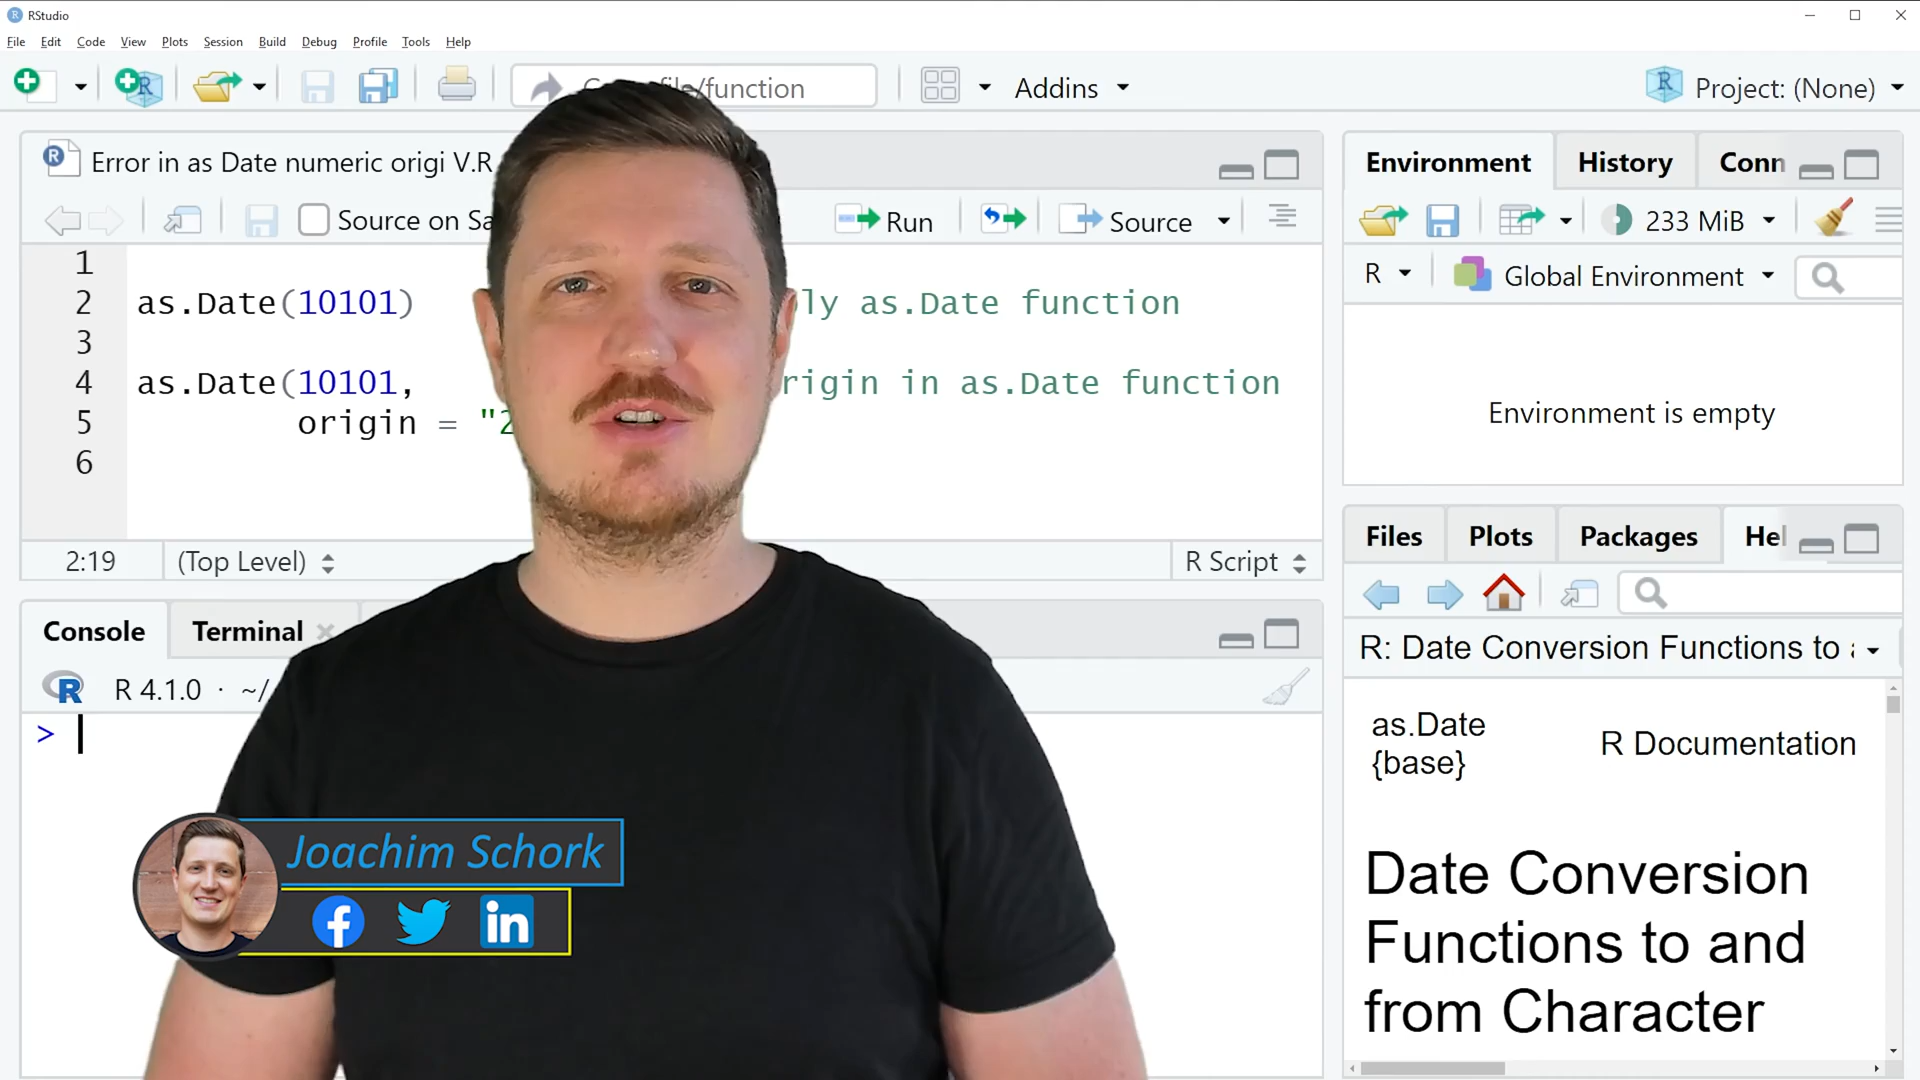 RStudio
File Edit Code View Plots Session Build Debug Profile Tools Help
file/function
Addins
Project: (None)
Error in as Date numeric origi V.R
Source on Sa
Run
Source
1
2 as.Date(10101) ly as.Date function
3
4 as.Date(10101, rigin in as.Date function
5 origin = "2
6
2:19 (Top Level)
R Script
Console Terminal
R 4.1.0 · ~/
>
Joachim Schork
f in
Environment History Conn
233 MiB
R Global Environment
Environment is empty
Files Plots Packages Hel
R: Date Conversion Functions to a
as.Date
{base}
R Documentation
Date Conversion
Functions to and
from Character